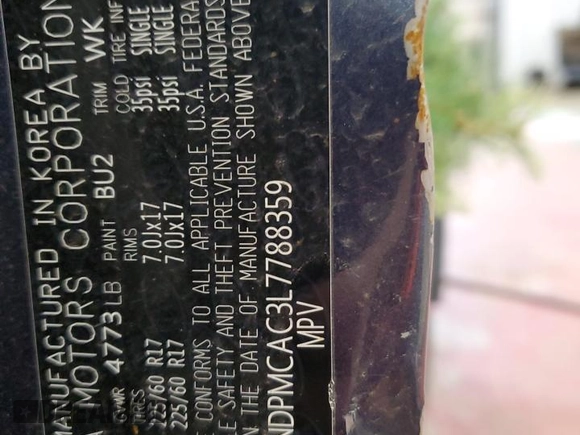 MANUFACTURED IN KOREA BY
A MOTORS CORPORATION
4773LB PAINT BU2 TRIM WK
RIMS COLD TIRE INF
225/60 R17 7.0Jx17 35psi SINGLE
225/60 R17 7.0Jx17 35psi SINGLE
CONFORMS TO ALL APPLICABLE U.S.A. FEDERA
E SAFETY AND THEFT PREVENTION STANDARDS
N THE DATE OF MANUFACTURE SHOWN ABOVE
NDPMCAC3L7788359
MPV